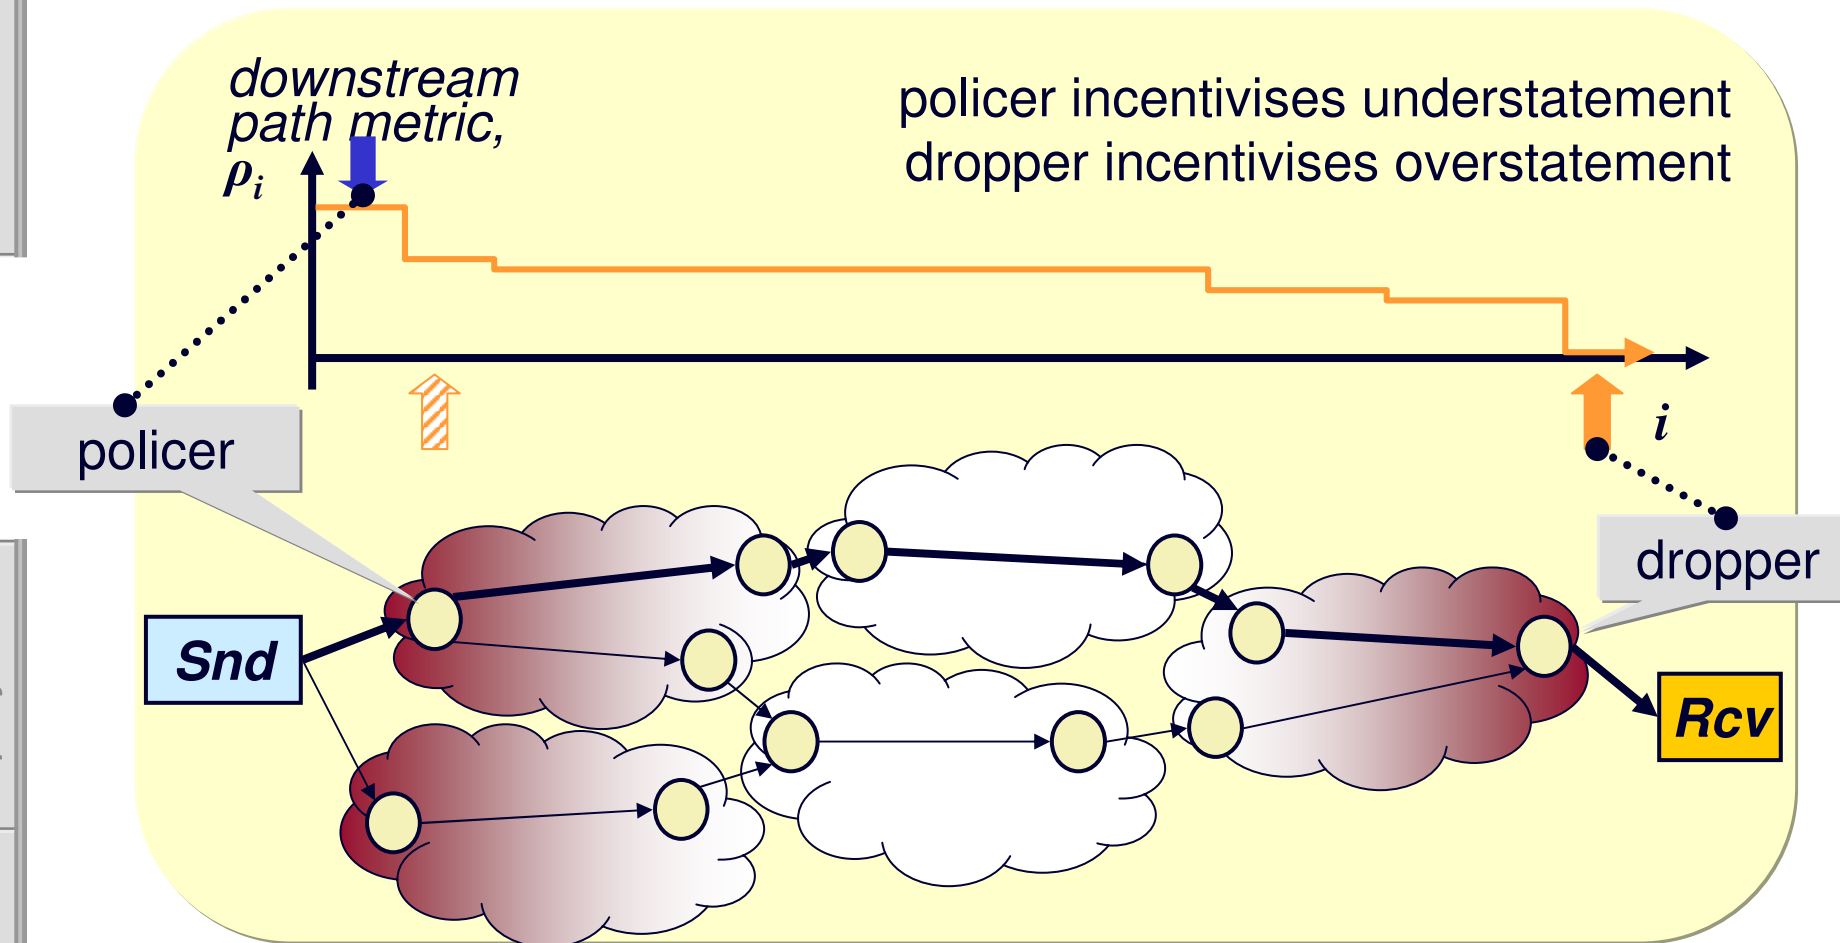 downstream
path metric,
ρi
policer incentivises understatement
dropper incentivises overstatement
i
policer
dropper
Snd
Rcv